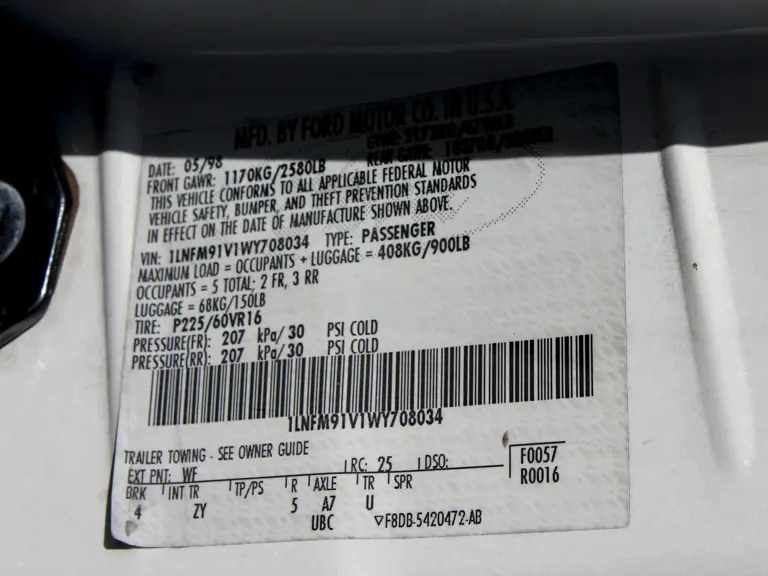 MFD. BY FORD MOTOR CO. IN U.S.A.
DATE: 05/98
FRONT GAWR: 1170KG/2580LB
REAR GAWR:
THIS VEHICLE CONFORMS TO ALL APPLICABLE FEDERAL MOTOR
VEHICLE SAFETY, BUMPER, AND THEFT PREVENTION STANDARDS
IN EFFECT ON THE DATE OF MANUFACTURE SHOWN ABOVE.
VIN: 1LNFM91V1WY708034 TYPE: PASSENGER
MAXIMUM LOAD = OCCUPANTS + LUGGAGE = 408KG/900LB
OCCUPANTS = 5 TOTAL; 2 FR, 3 RR
LUGGAGE = 68KG/150LB
TIRE: P225/60VR16
PRESSURE(FR): 207 kPa/ 30 PSI COLD
PRESSURE(RR): 207 kPa/ 30 PSI COLD
1LNFM91V1WY708034
TRAILER TOWING - SEE OWNER GUIDE
EXT PNT: WF RC: 25 DSO: F0057
R0016
BRK INT TR TP/PS R AXLE TR SPR
4 ZY 5 A7 U
UBC ▽F8DB-5420472-AB